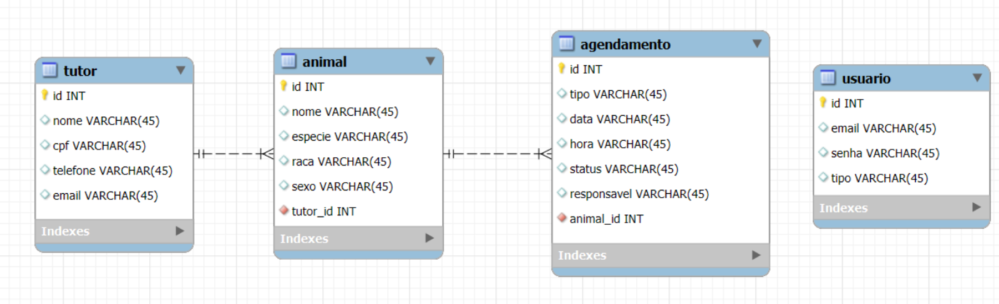 tutor
id INT
nome VARCHAR(45)
cpf VARCHAR(45)
telefone VARCHAR(45)
email VARCHAR(45)
Indexes
animal
id INT
nome VARCHAR(45)
especie VARCHAR(45)
raca VARCHAR(45)
sexo VARCHAR(45)
tutor_id INT
Indexes
agendamento
id INT
tipo VARCHAR(45)
data VARCHAR(45)
hora VARCHAR(45)
status VARCHAR(45)
responsavel VARCHAR(45)
animal_id INT
Indexes
usuario
id INT
email VARCHAR(45)
senha VARCHAR(45)
tipo VARCHAR(45)
Indexes